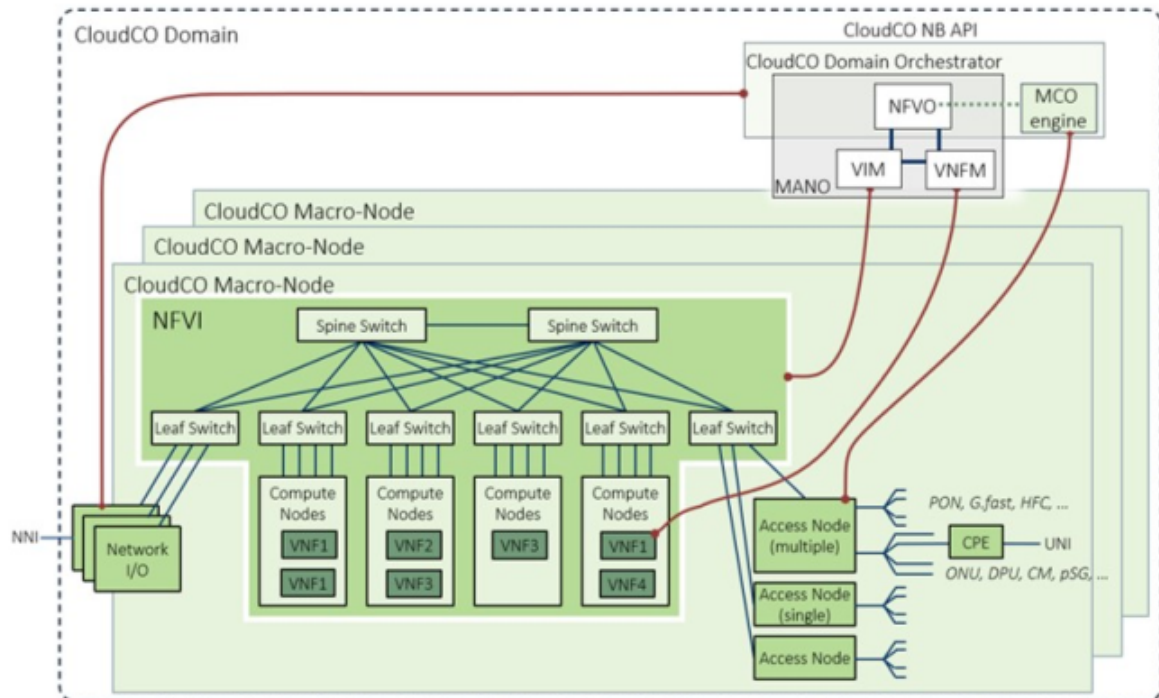 CloudCO Domain
CloudCO NB API
CloudCO Domain Orchestrator
NFVO
MCO
engine
VIM
VNFM
MANO
CloudCO Macro-Node
CloudCO Macro-Node
CloudCO Macro-Node
NFVI
Spine Switch
Spine Switch
Leaf Switch
Leaf Switch
Leaf Switch
Leaf Switch
Leaf Switch
Leaf Switch
Compute
Nodes
VNF1
VNF1
Compute
Nodes
VNF2
VNF3
Compute
Nodes
VNF3
Compute
Nodes
VNF1
VNF4
NNI
Network
I/O
Access Node
(multiple)
PON, G.fast, HFC, ...
CPE
UNI
ONU, DPU, CM, pSG, ...
Access Node
(single)
Access Node